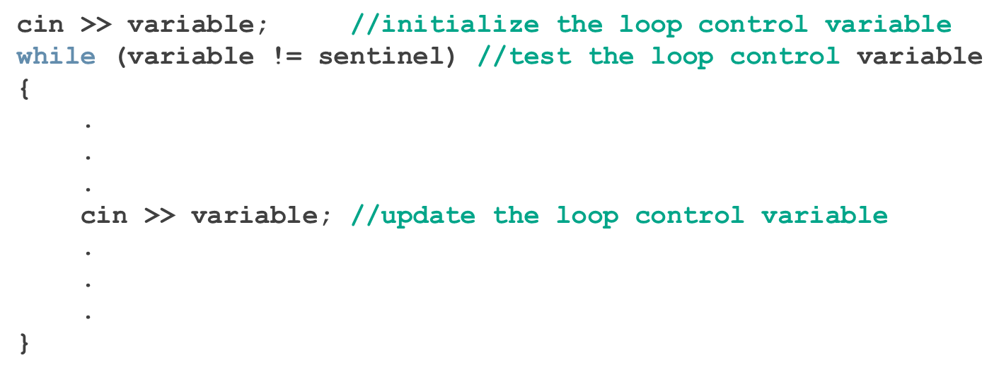 cin >> variable; //initialize the loop control variable
while (variable != sentinel) //test the loop control variable
{
.
.
.
cin >> variable; //update the loop control variable
.
.
.
}